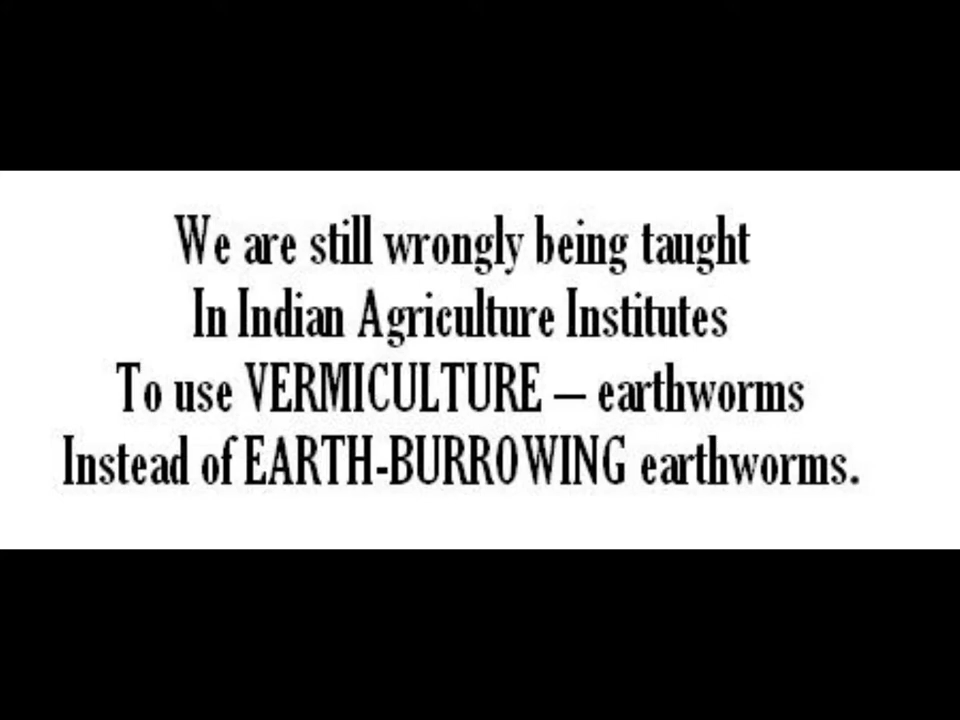 We are still wrongly being taught
In Indian Agriculture Institutes
To use VERMICULTURE – earthworms
Instead of EARTH-BURROWING earthworms.